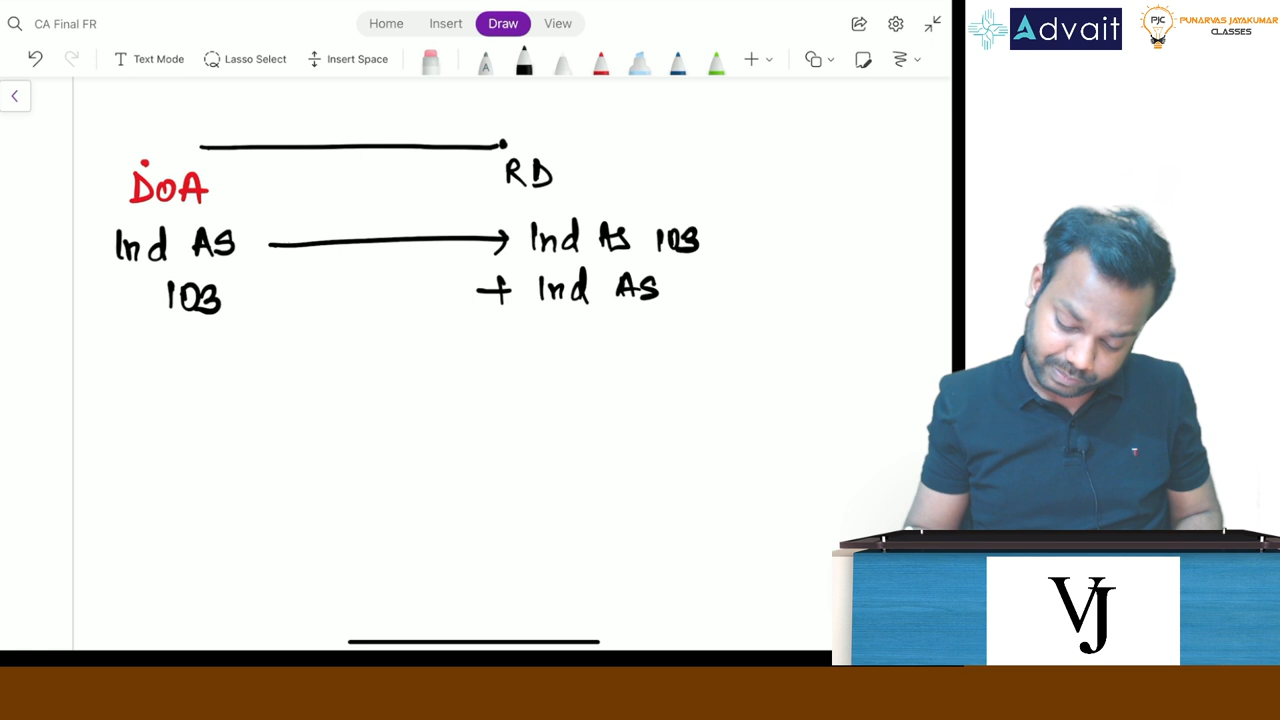 CA Final FR
Home Insert Draw View
Text Mode Lasso Select Insert Space
A
Advait
PJC
PUNARVAS JAYAKUMAR
CLASSES
DOA
RD
Ind AS
103
Ind AS 103
+ Ind AS
VJ